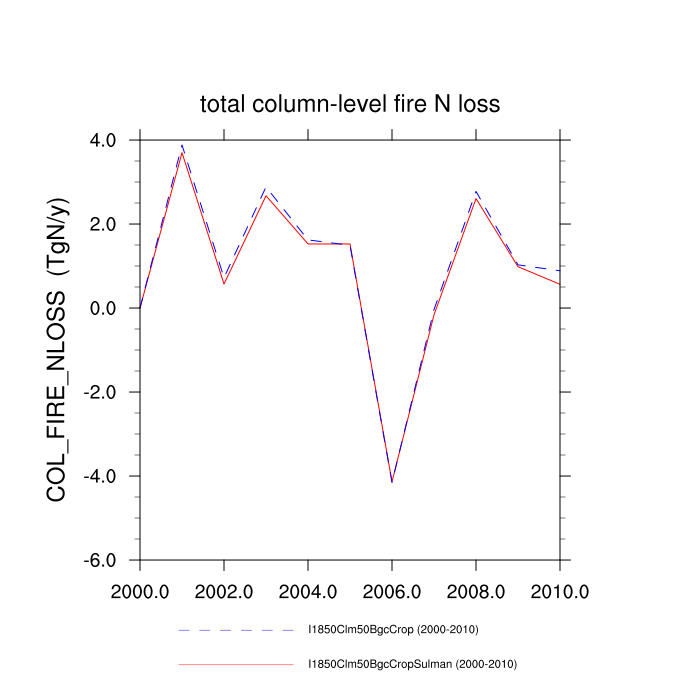 total column-level fire N loss
COL_FIRE_NLOSS (TgN/y)
4.0
2.0
0.0
-2.0
-4.0
-6.0
2000.0 2002.0 2004.0 2006.0 2008.0 2010.0
I1850Clm50BgcCrop (2000-2010)
I1850Clm50BgcCropSulman (2000-2010)